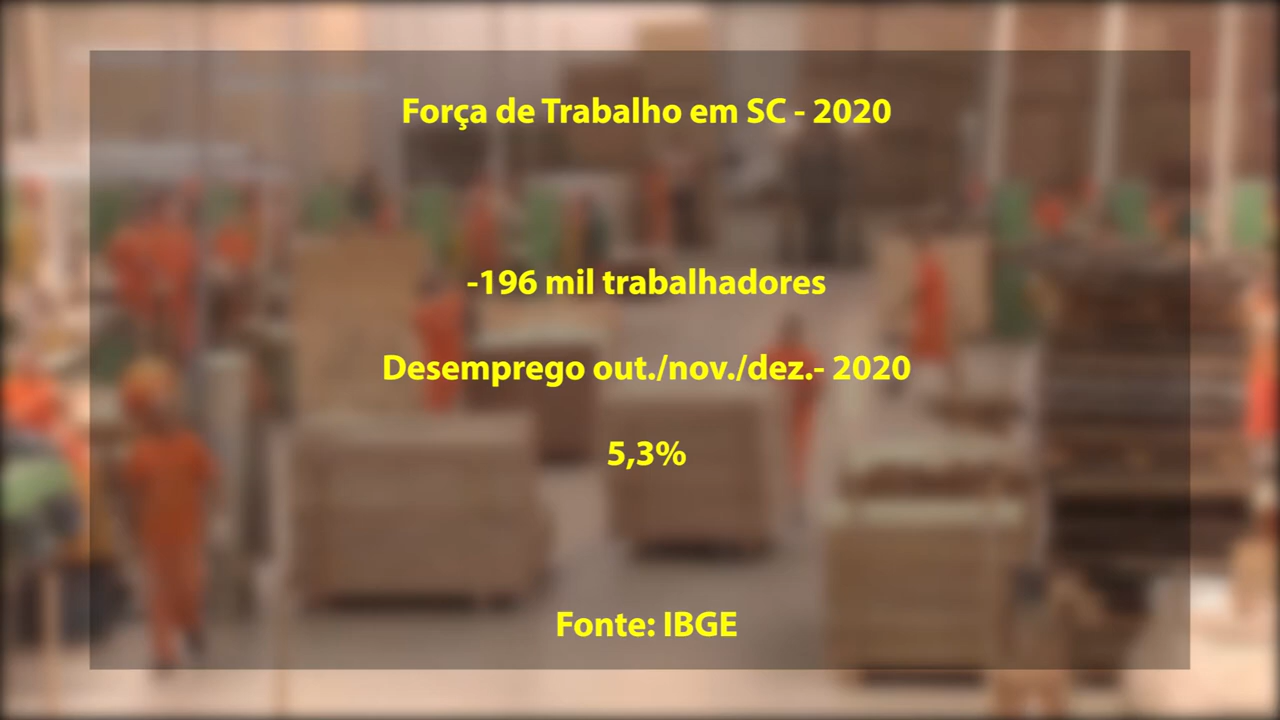 Força de Trabalho em SC - 2020
-196 mil trabalhadores
Desemprego out./nov./dez.- 2020
5,3%
Fonte: IBGE